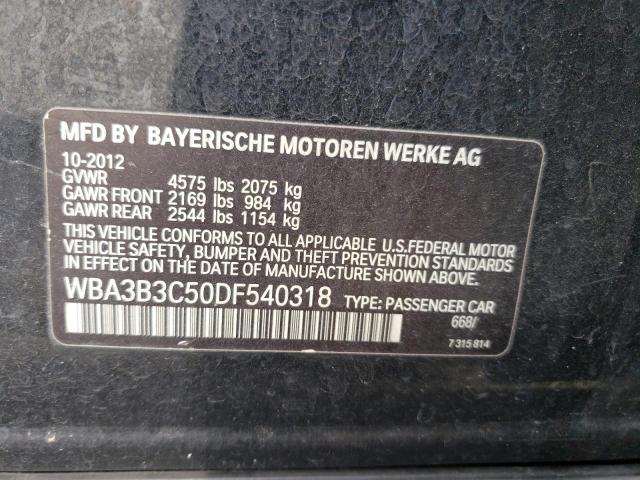 MFD BY BAYERISCHE MOTOREN WERKE AG
10-2012
GVWR 4575 lbs 2075 kg
GAWR FRONT 2169 lbs 984 kg
GAWR REAR 2544 lbs 1154 kg
THIS VEHICLE CONFORMS TO ALL APPLICABLE U.S.FEDERAL MOTOR
VEHICLE SAFETY, BUMPER AND THEFT PREVENTION STANDARDS
IN EFFECT ON THE DATE OF MANUFACTURE SHOWN ABOVE.
WBA3B3C50DF540318 TYPE: PASSENGER CAR
668/
7 315 814